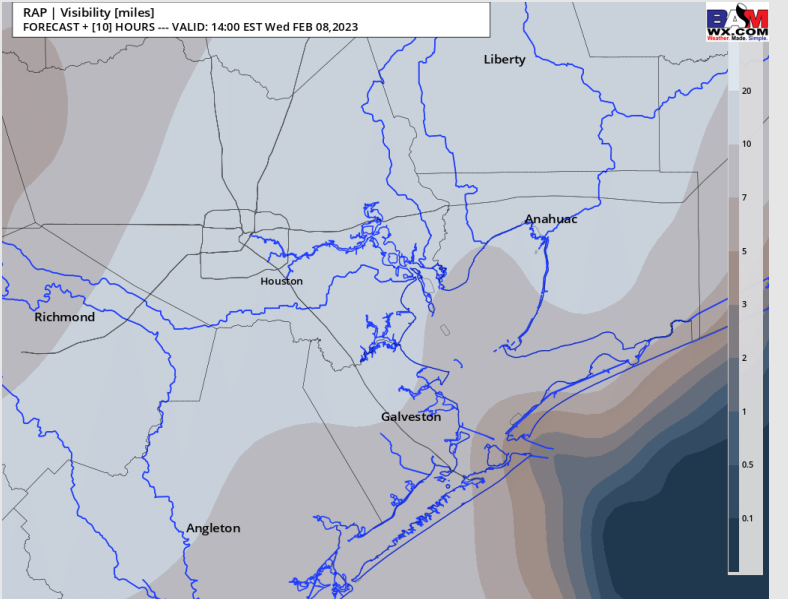 RAP | Visibility [miles]
FORECAST + [10] HOURS --- VALID: 14:00 EST Wed FEB 08,2023
BAM
WX.COM
Weather. Made. Simple.
Liberty
20
10
7
Anahuac
5
Houston
3
Richmond
2
1
Galveston
0.5
0.1
Angleton